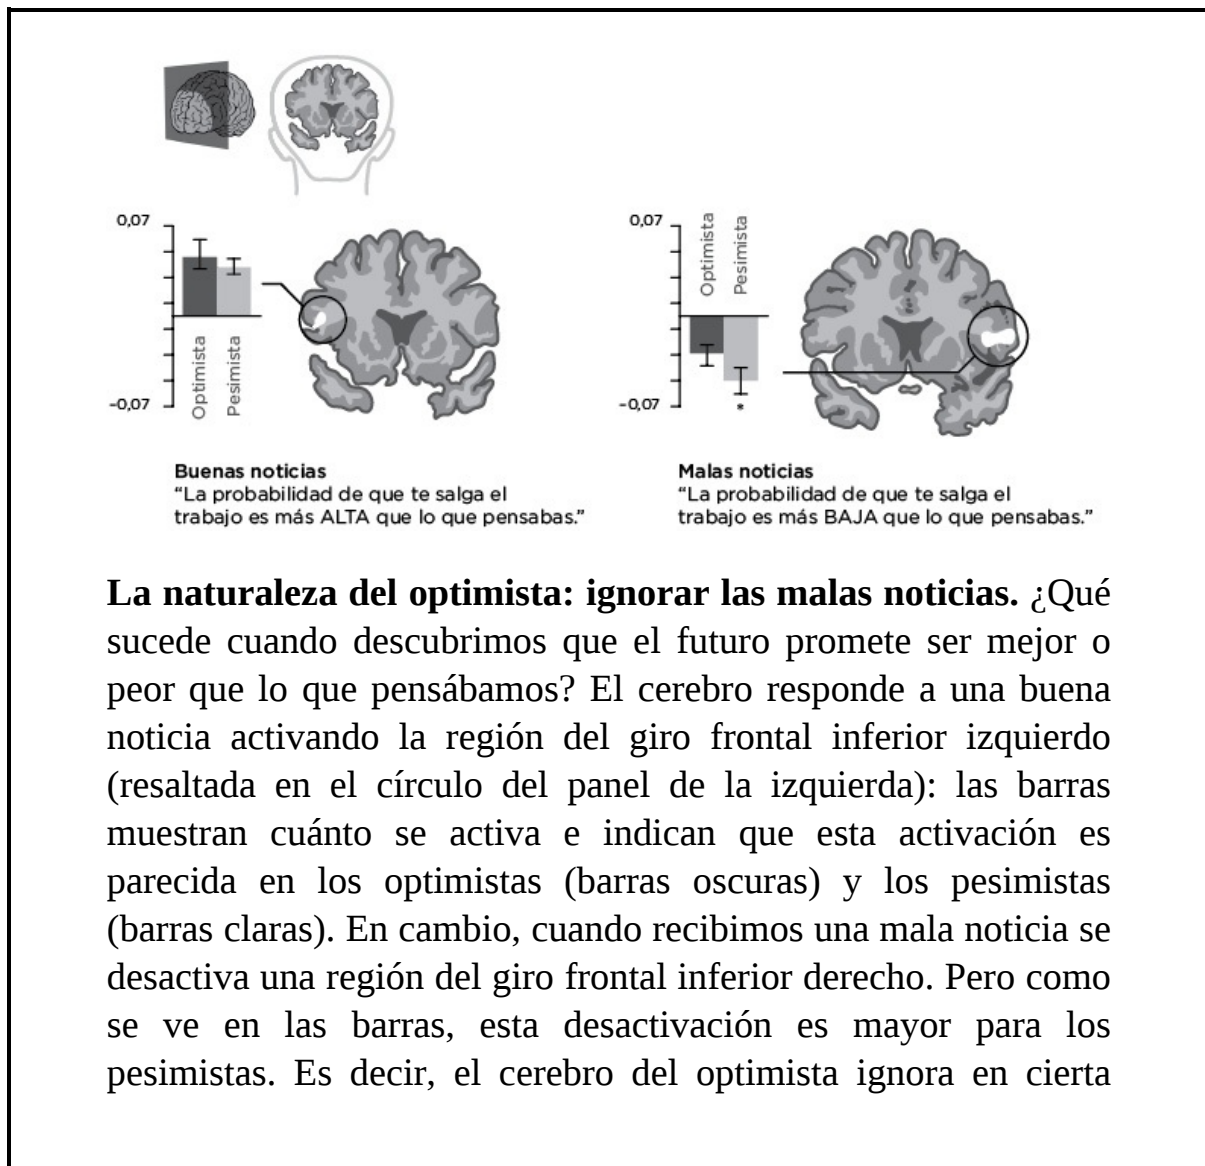 0,07
Optimista
Pesimista
-0,07
Buenas noticias
“La probabilidad de que te salga el
trabajo es más ALTA que lo que pensabas.”
0,07
Optimista
Pesimista
-0,07
*
Malas noticias
“La probabilidad de que te salga el
trabajo es más BAJA que lo que pensabas.”
La naturaleza del optimista: ignorar las malas noticias. ¿Qué
sucede cuando descubrimos que el futuro promete ser mejor o
peor que lo que pensábamos? El cerebro responde a una buena
noticia activando la región del giro frontal inferior izquierdo
(resaltada en el círculo del panel de la izquierda): las barras
muestran cuánto se activa e indican que esta activación es
parecida en los optimistas (barras oscuras) y los pesimistas
(barras claras). En cambio, cuando recibimos una mala noticia se
desactiva una región del giro frontal inferior derecho. Pero como
se ve en las barras, esta desactivación es mayor para los
pesimistas. Es decir, el cerebro del optimista ignora en cierta